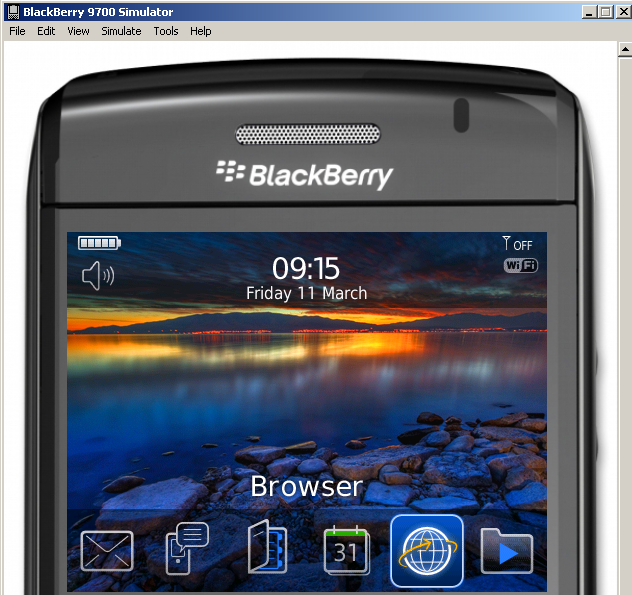 BlackBerry 9700 Simulator
File Edit View Simulate Tools Help
BlackBerry
OFF
09:15
WiFi
Friday 11 March
Browser
31